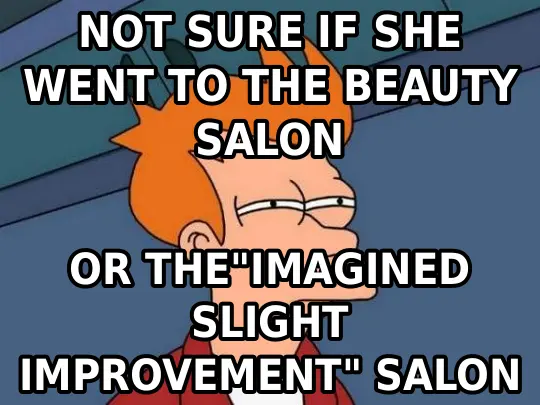 NOT SURE IF SHE
WENT TO THE BEAUTY
SALON
OR THE"IMAGINED
SLIGHT
IMPROVEMENT" SALON